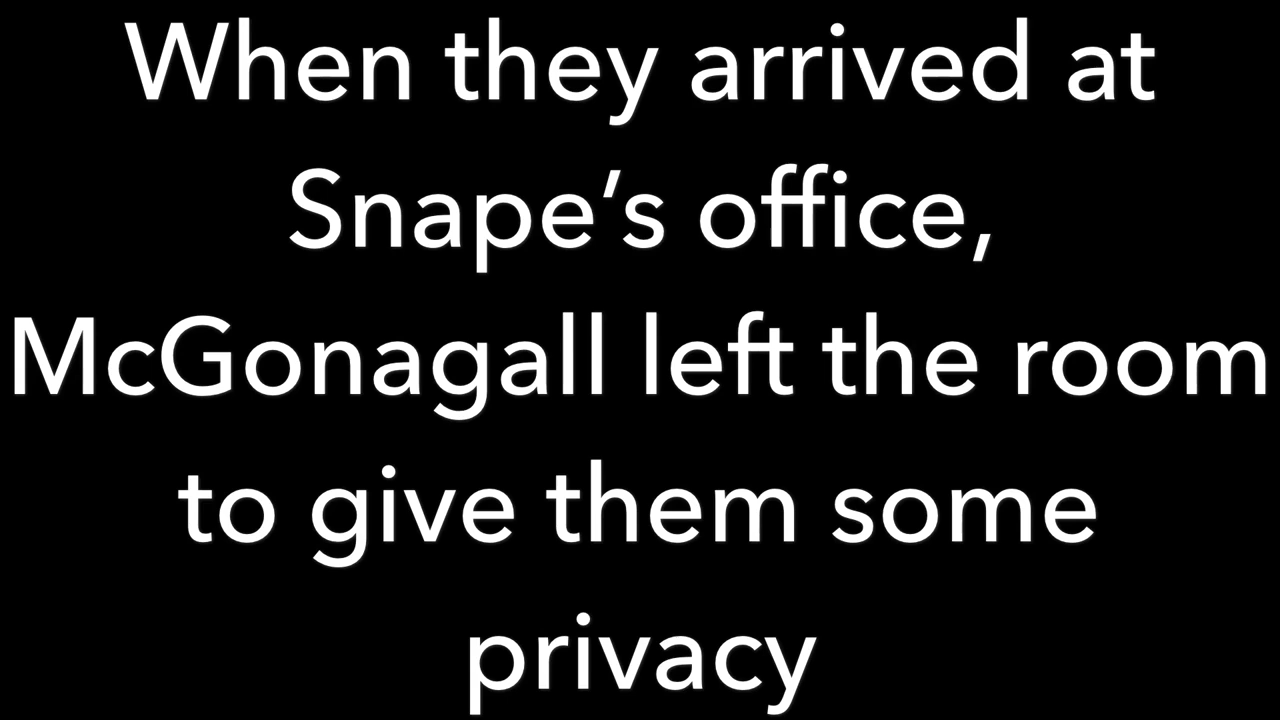 When they arrived at
Snape’s office,
McGonagall left the room
to give them some
privacy